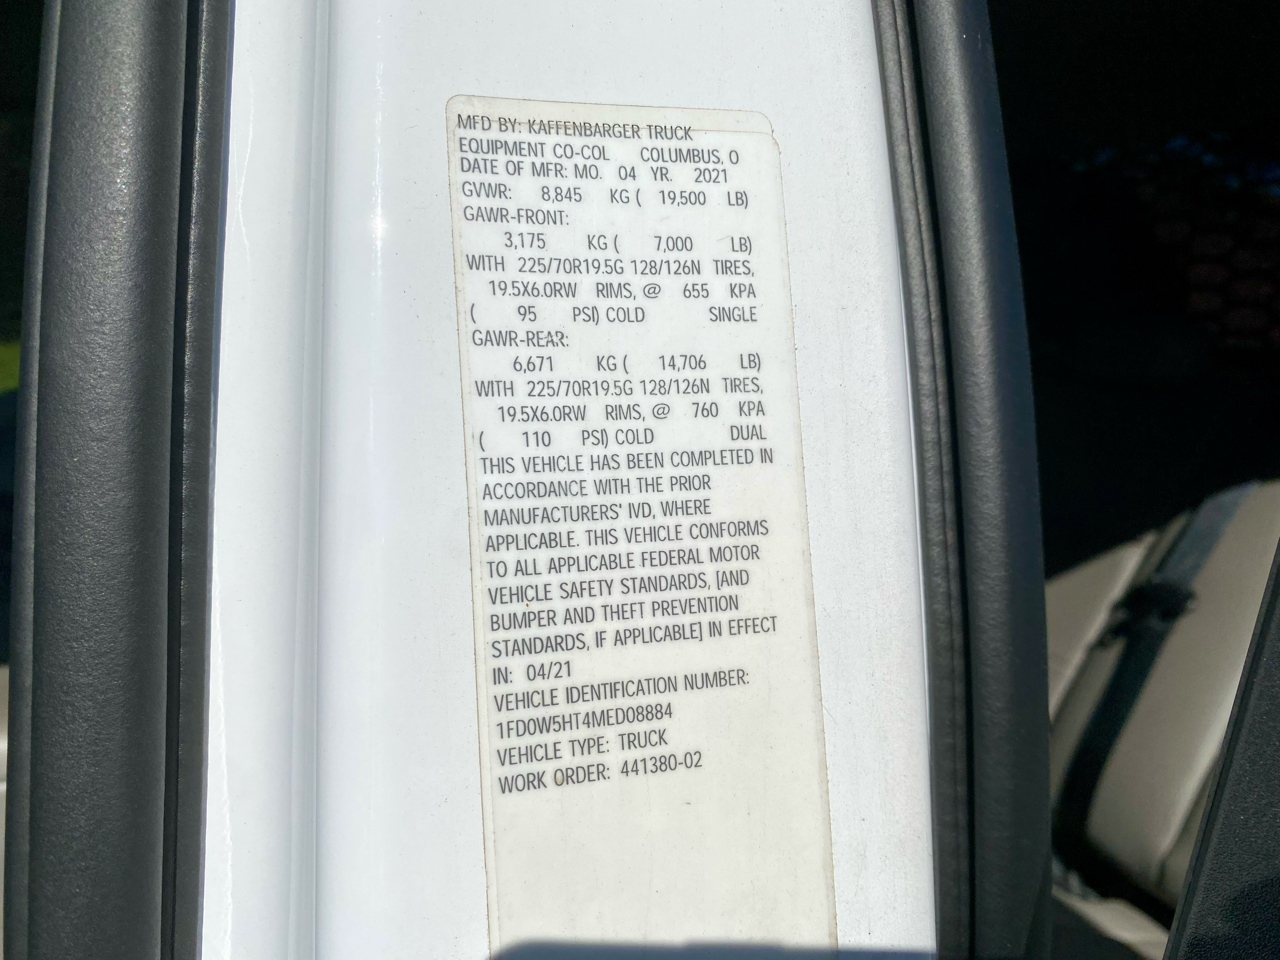 MFD BY: KAFFENBARGER TRUCK
EQUIPMENT CO-COL COLUMBUS, O
DATE OF MFR: MO. 04 YR. 2021
GVWR: 8,845 KG ( 19,500 LB)
GAWR-FRONT:
3,175 KG ( 7,000 LB)
WITH 225/70R19.5G 128/126N TIRES,
19.5X6.0RW RIMS, @ 655 KPA
( 95 PSI) COLD SINGLE
GAWR-REAR:
6,671 KG ( 14,706 LB)
WITH 225/70R19.5G 128/126N TIRES,
19.5X6.0RW RIMS, @ 760 KPA
( 110 PSI) COLD DUAL
THIS VEHICLE HAS BEEN COMPLETED IN
ACCORDANCE WITH THE PRIOR
MANUFACTURERS' IVD, WHERE
APPLICABLE. THIS VEHICLE CONFORMS
TO ALL APPLICABLE FEDERAL MOTOR
VEHICLE SAFETY STANDARDS, [AND
BUMPER AND THEFT PREVENTION
STANDARDS, IF APPLICABLE] IN EFFECT
IN: 04/21
VEHICLE IDENTIFICATION NUMBER:
1FD0W5HT4MED08884
VEHICLE TYPE: TRUCK
WORK ORDER: 441380-02